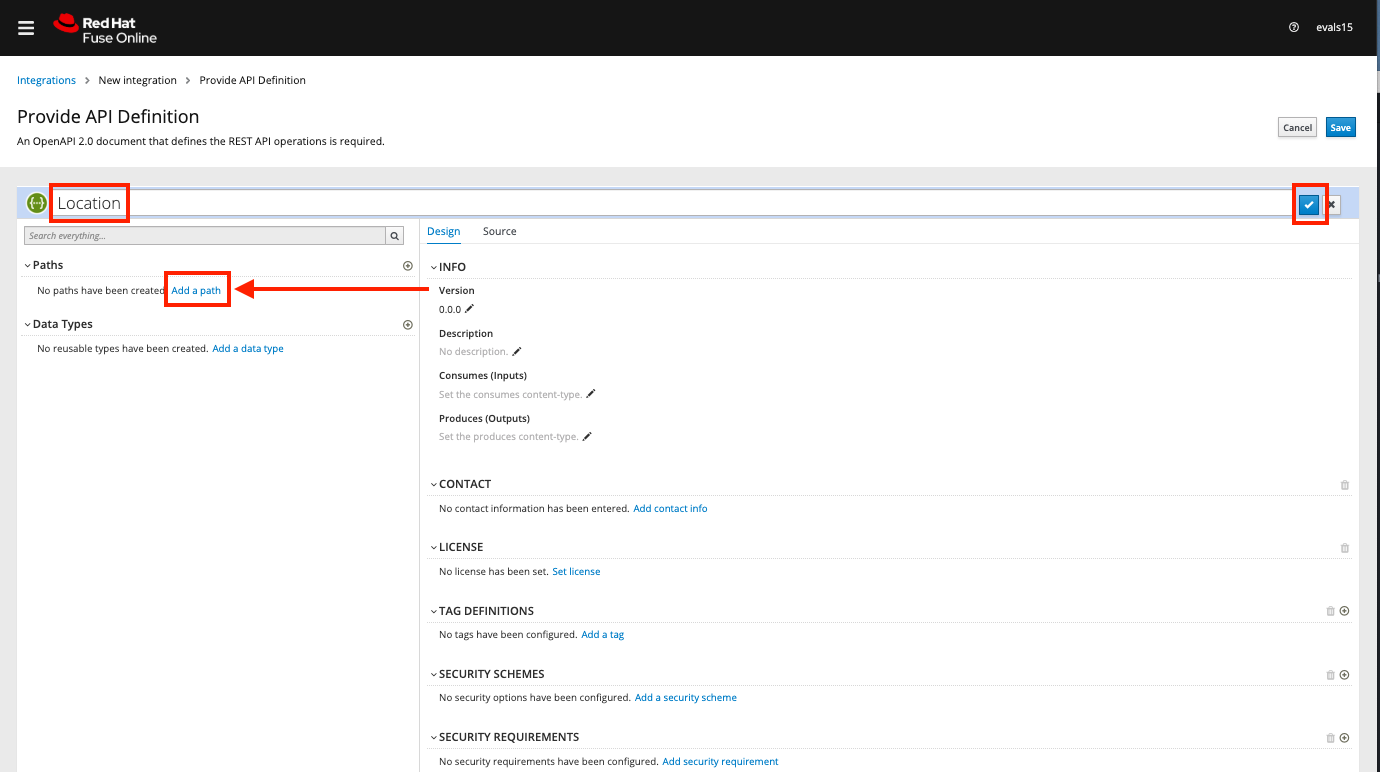 Red Hat
Fuse Online
evals15
Integrations > New integration > Provide API Definition
Provide API Definition
An OpenAPI 2.0 document that defines the REST API operations is required.
Cancel
Save
Location
Search everything...
Design
Source
Paths
No paths have been created. Add a path
Data Types
No reusable types have been created. Add a data type
INFO
Version
0.0.0
Description
No description.
Consumes (Inputs)
Set the consumes content-type.
Produces (Outputs)
Set the produces content-type.
CONTACT
No contact information has been entered. Add contact info
LICENSE
No license has been set. Set license
TAG DEFINITIONS
No tags have been configured. Add a tag
SECURITY SCHEMES
No security options have been configured. Add a security scheme
SECURITY REQUIREMENTS
No security requirements have been configured. Add security requirement